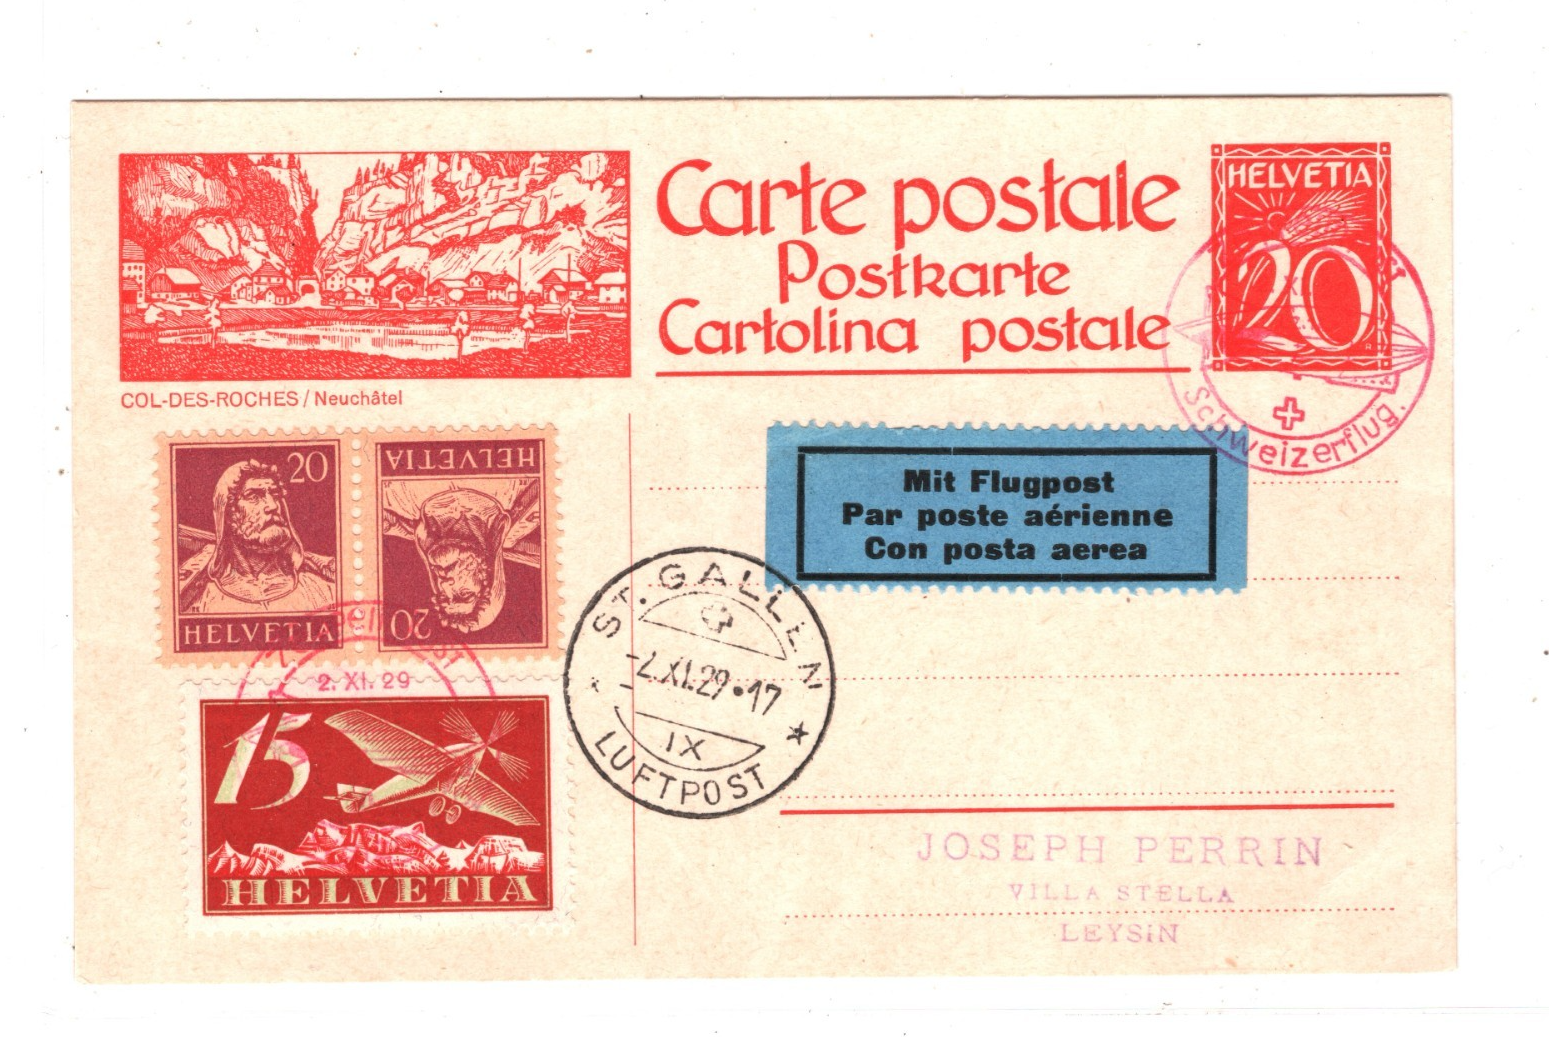 Carte postale
Postkarte
Cartolina postale
HELVETIA
20
COL-DES-ROCHES / Neuchâtel
Schweizerflug.
Mit Flugpost
Par poste aérienne
Con posta aerea
20
HELVETIA
HELVETIA
20
2. XI. 29
15
HELVETIA
ST. GALLEN
-2.XI.29•17
IX
LUFTPOST
JOSEPH PERRIN
VILLA STELLA
LEYSIN